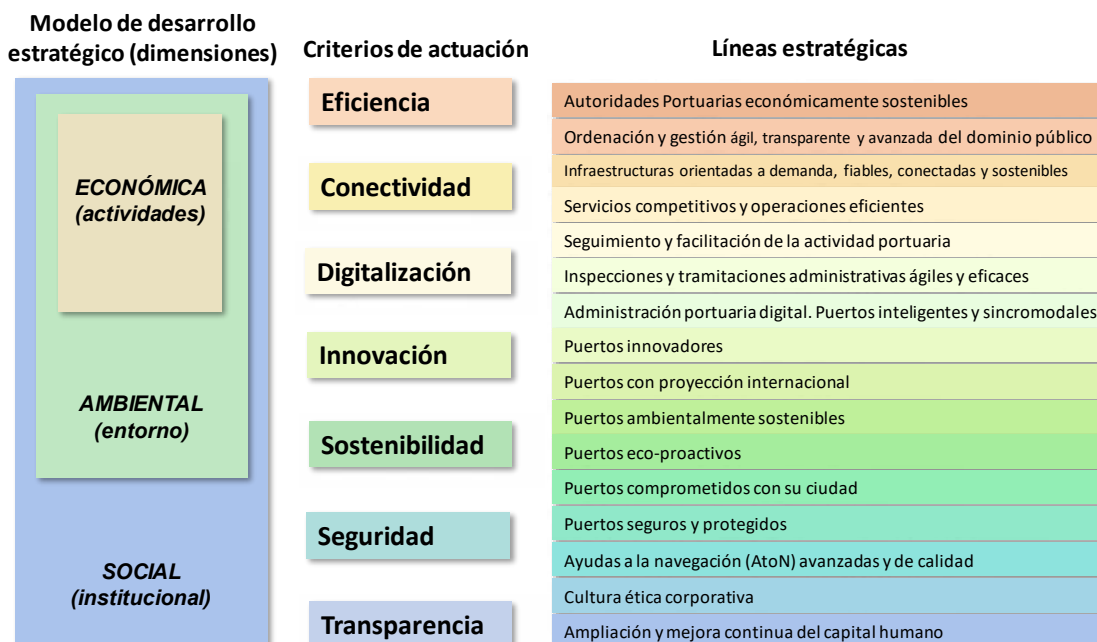 Modelo de desarrollo
estratégico (dimensiones)
Criterios de actuación
Líneas estratégicas
ECONÓMICA
(actividades)
AMBIENTAL
(entorno)
SOCIAL
(institucional)
Eficiencia
Conectividad
Digitalización
Innovación
Sostenibilidad
Seguridad
Transparencia
Autoridades Portuarias económicamente sostenibles
Ordenación y gestión ágil, transparente y avanzada del dominio público
Infraestructuras orientadas a demanda, fiables, conectadas y sostenibles
Servicios competitivos y operaciones eficientes
Seguimiento y facilitación de la actividad portuaria
Inspecciones y tramitaciones administrativas ágiles y eficaces
Administración portuaria digital. Puertos inteligentes y sincromodales
Puertos innovadores
Puertos con proyección internacional
Puertos ambientalmente sostenibles
Puertos eco-proactivos
Puertos comprometidos con su ciudad
Puertos seguros y protegidos
Ayudas a la navegación (AtoN) avanzadas y de calidad
Cultura ética corporativa
Ampliación y mejora continua del capital humano